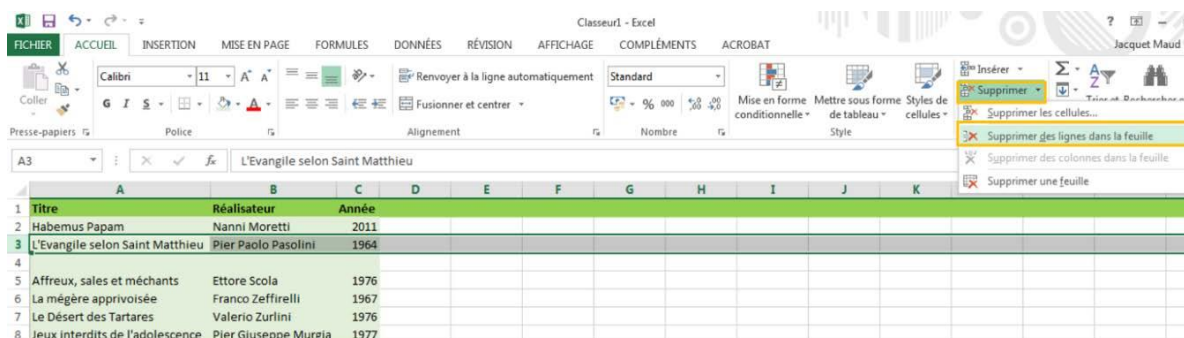 Classeur1 - Excel
?
FICHIER ACCUEIL INSERTION MISE EN PAGE FORMULES DONNÉES RÉVISION AFFICHAGE COMPLÉMENTS ACROBAT Jacquet Maud
Coller
Presse-papiers
Calibri 11
G I S
Police
Renvoyer à la ligne automatiquement
Fusionner et centrer
Alignement
Standard
% 000
Nombre
Mise en forme conditionnelle
Mettre sous forme de tableau
Styles de cellules
Style
Insérer
Supprimer
Supprimer les cellules...
Supprimer des lignes dans la feuille
Supprimer des colonnes dans la feuille
Supprimer une feuille
A3 fx L'Evangile selon Saint Matthieu
A B C D E F G H I J K
1 Titre Réalisateur Année
2 Habemus Papam Nanni Moretti 2011
3 L'Evangile selon Saint Matthieu Pier Paolo Pasolini 1964
4
5 Affreux, sales et méchants Ettore Scola 1976
6 La mégère apprivoisée Franco Zeffirelli 1967
7 Le Désert des Tartares Valerio Zurlini 1976
8 Jeux interdits de l'adolescence Pier Giuseppe Murgia 1977